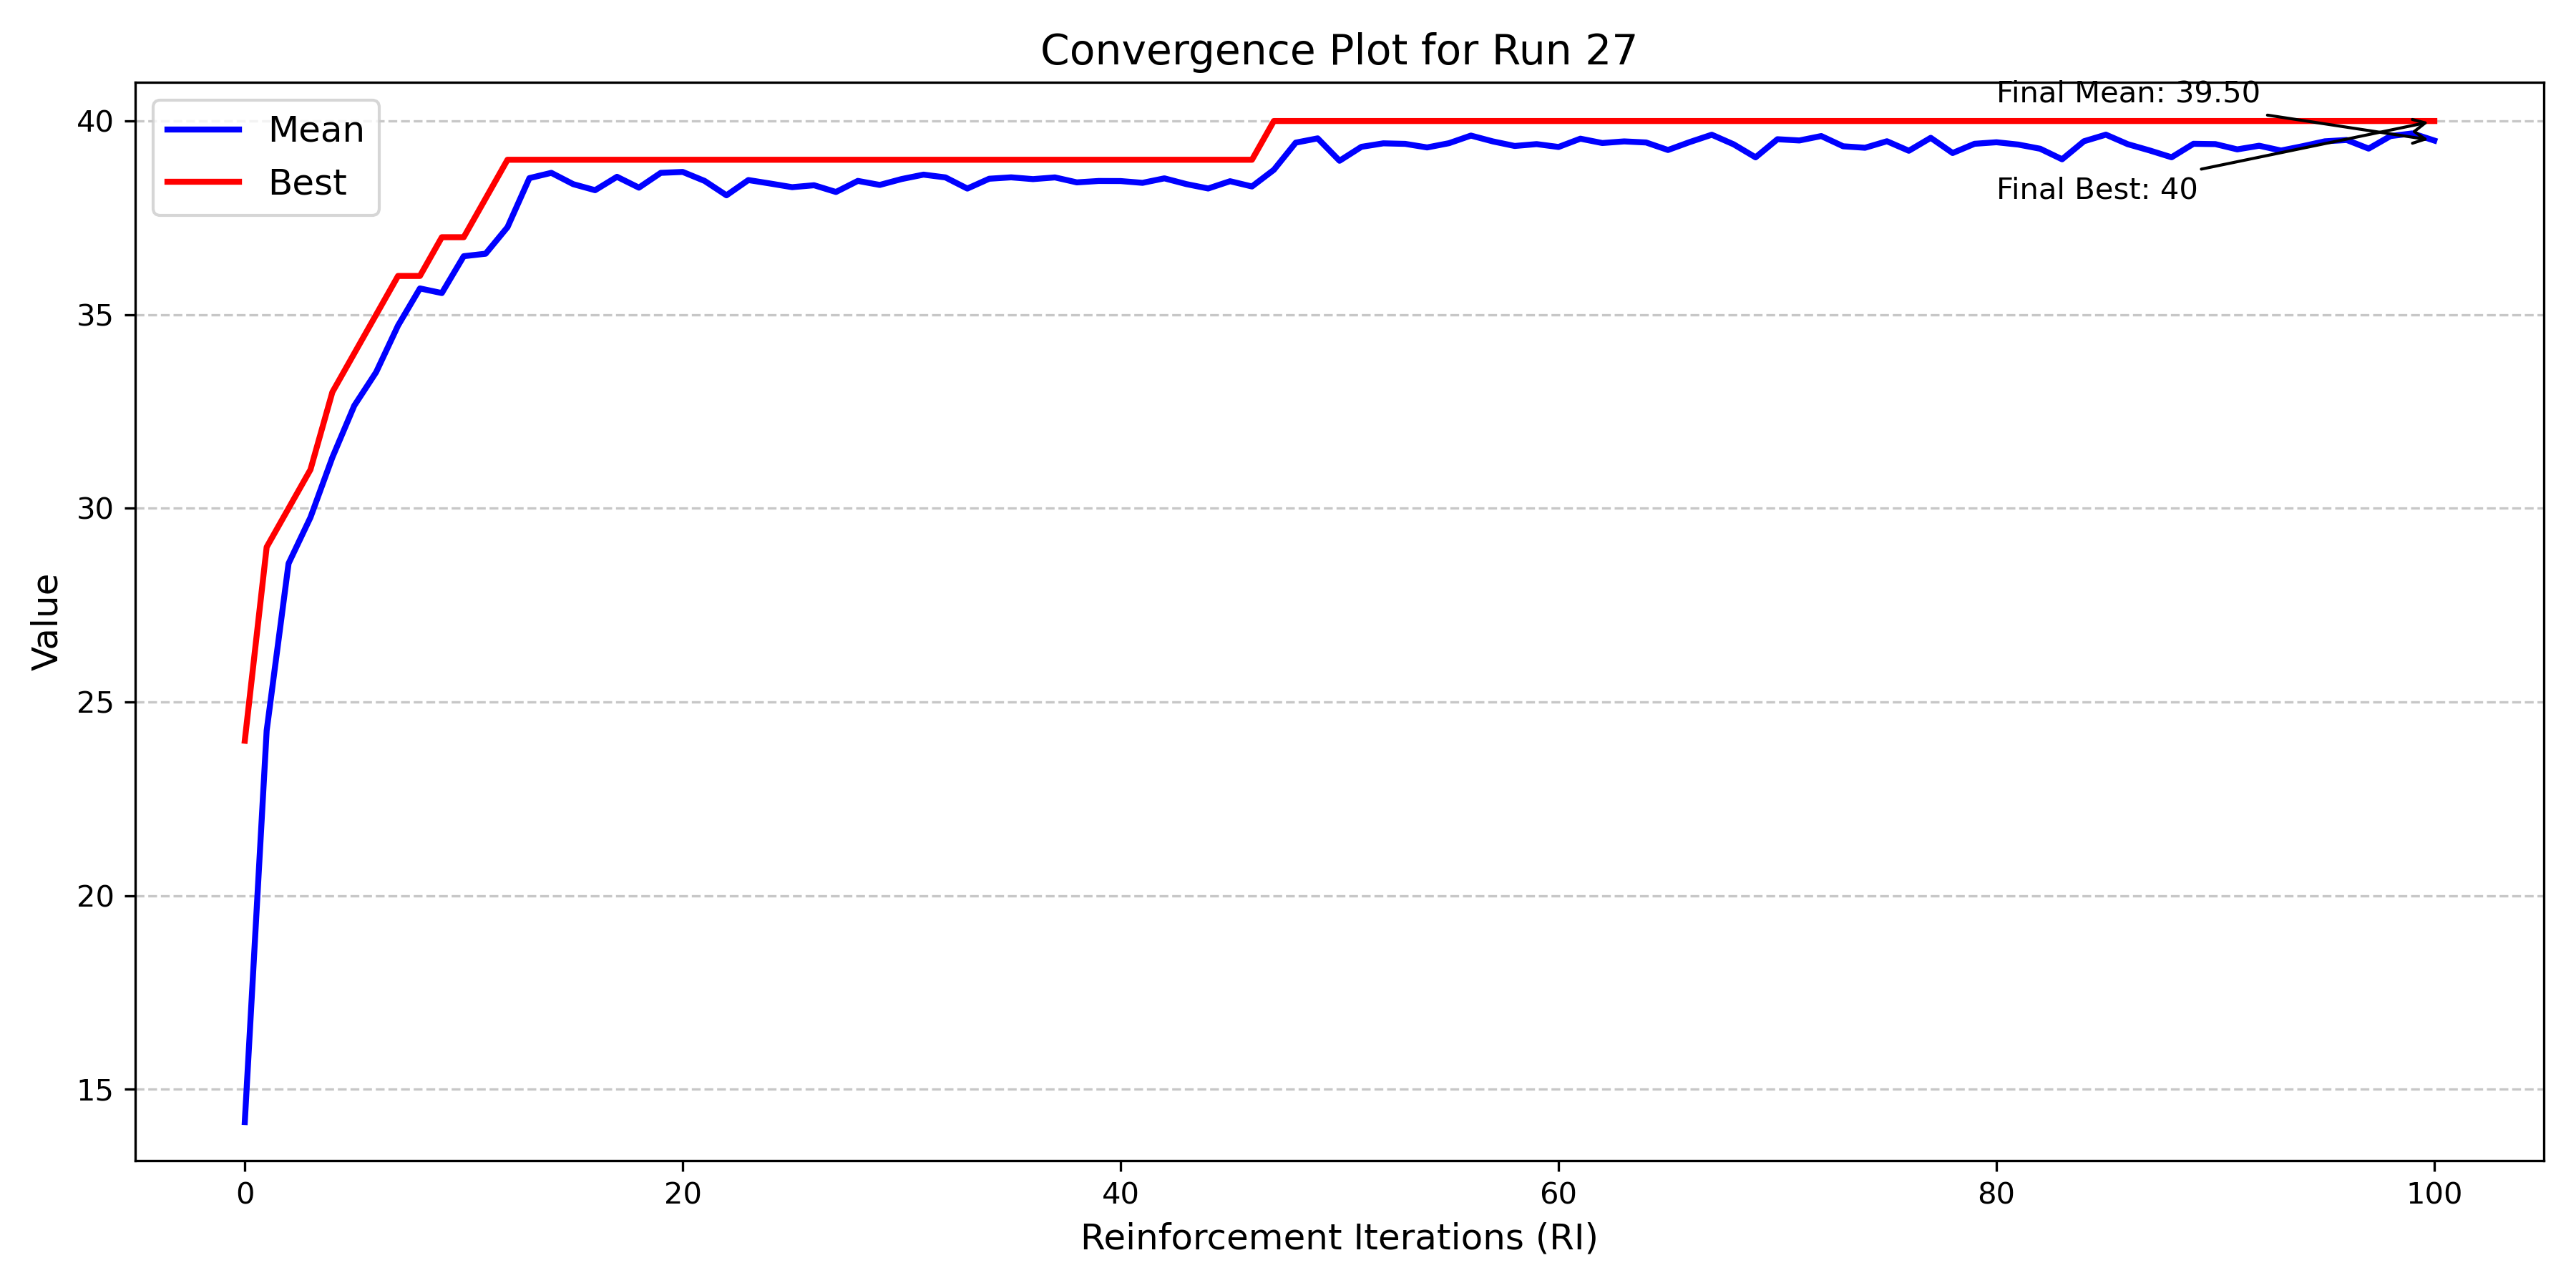 Convergence Plot for Run 27
Mean
Best
Final Mean: 39.50
Final Best: 40
40
35
30
25
20
15
Value
0
20
40
60
80
100
Reinforcement Iterations (RI)